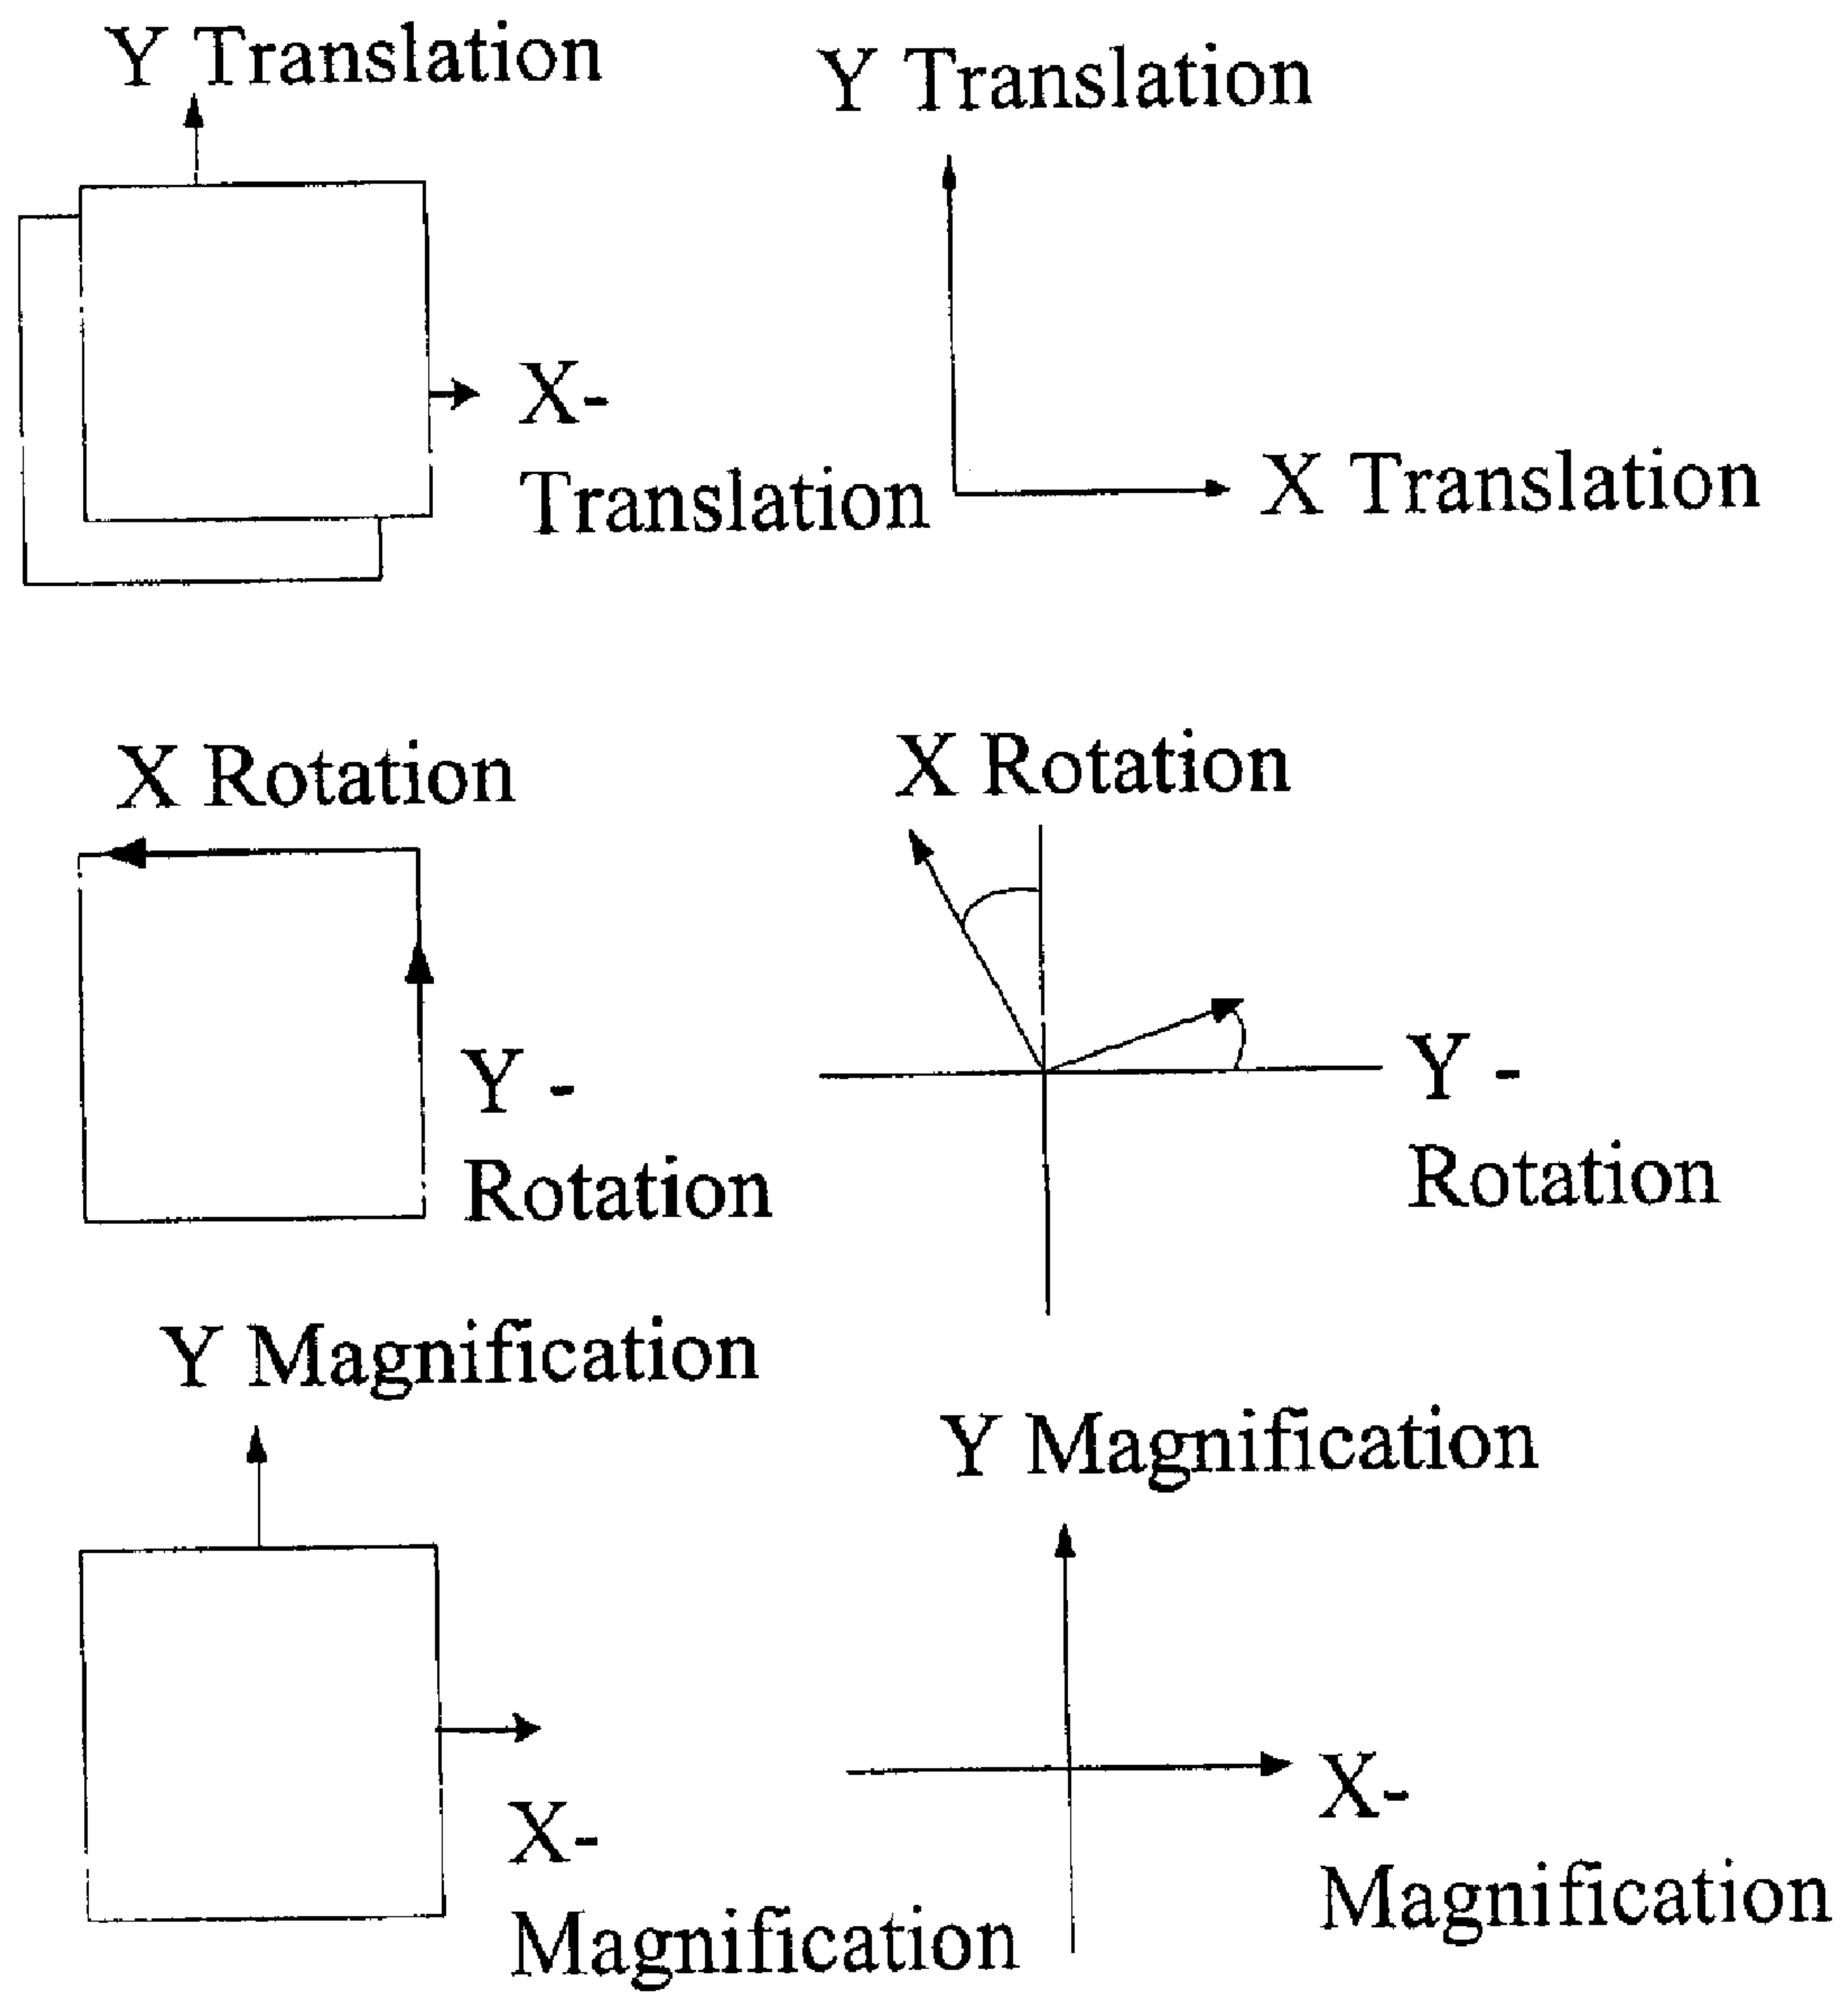 Y Translation
Y Translation
X-
Translation
X Translation
X Rotation
X Rotation
Y -
Rotation
Y -
Rotation
Y Magnification
Y Magnification
X-
Magnification
X-
Magnification